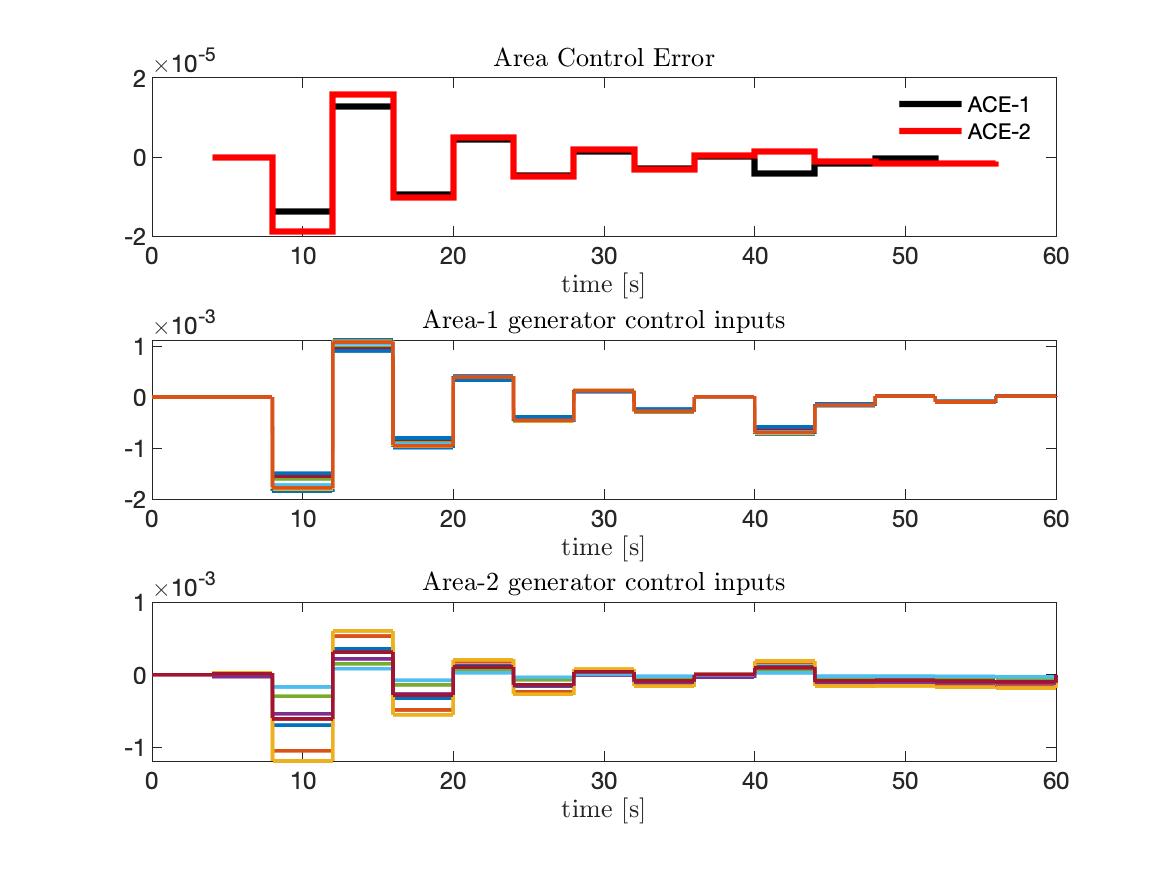 Area Control Error
×10-5
2
0
-2
ACE-1
ACE-2
0 10 20 30 40 50 60
time [s]
Area-1 generator control inputs
×10-3
1
0
-1
-2
0 10 20 30 40 50 60
time [s]
Area-2 generator control inputs
×10-3
1
0
-1
0 10 20 30 40 50 60
time [s]